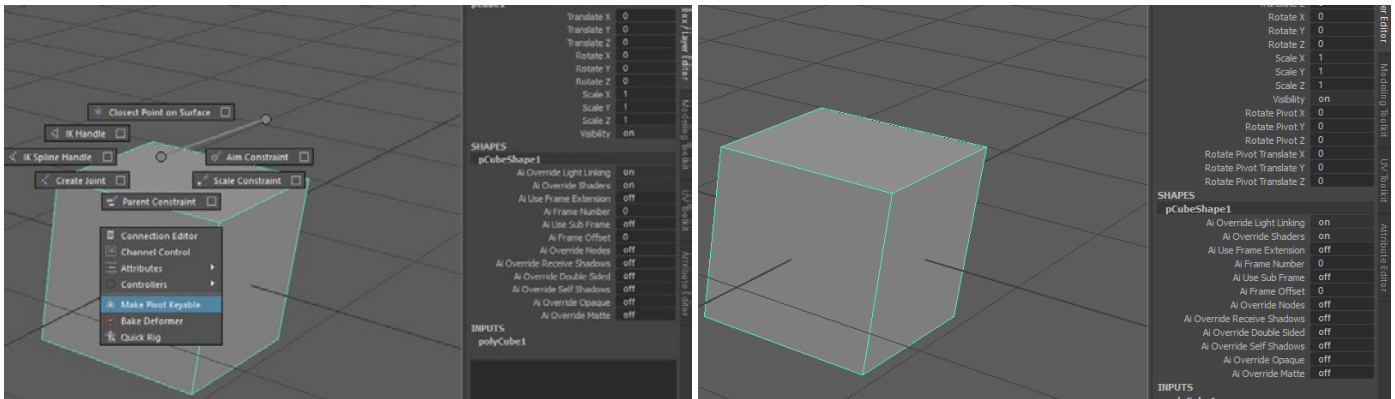 Closest Point on Surface
IK Handle
IK Spline Handle
Aim Constraint
Create Joint
Scale Constraint
Parent Constraint
Connection Editor
Channel Control
Attributes
Controllers
Make Pivot Keyable
Bake Deformer
Quick Rig
pCube1
Translate X 0
Translate Y 0
Translate Z 0
Rotate X 0
Rotate Y 0
Rotate Z 0
Scale X 1
Scale Y 1
Scale Z 1
Visibility on
SHAPES
pCubeShape1
Ai Override Light Linking on
Ai Override Shaders on
Ai Use Frame Extension off
Ai Frame Number 0
Ai Use Sub Frame off
Ai Frame Offset 0
Ai Override Nodes off
Ai Override Receive Shadows off
Ai Override Double Sided off
Ai Override Self Shadows off
Ai Override Opaque off
Ai Override Matte off
INPUTS
polyCube1
Box / Layer Editor
Modeling Toolkit
UV Toolkit
Attribute Editor
Translate Z 0
Rotate X 0
Rotate Y 0
Rotate Z 0
Scale X 1
Scale Y 1
Scale Z 1
Visibility on
Rotate Pivot X 0
Rotate Pivot Y 0
Rotate Pivot Z 0
Rotate Pivot Translate X 0
Rotate Pivot Translate Y 0
Rotate Pivot Translate Z 0
SHAPES
pCubeShape1
Ai Override Light Linking on
Ai Override Shaders on
Ai Use Frame Extension off
Ai Frame Number 0
Ai Use Sub Frame off
Ai Frame Offset 0
Ai Override Nodes off
Ai Override Receive Shadows off
Ai Override Double Sided off
Ai Override Self Shadows off
Ai Override Opaque off
Ai Override Matte off
INPUTS
er Editor
Modeling Toolkit
UV Toolkit
Attribute Editor